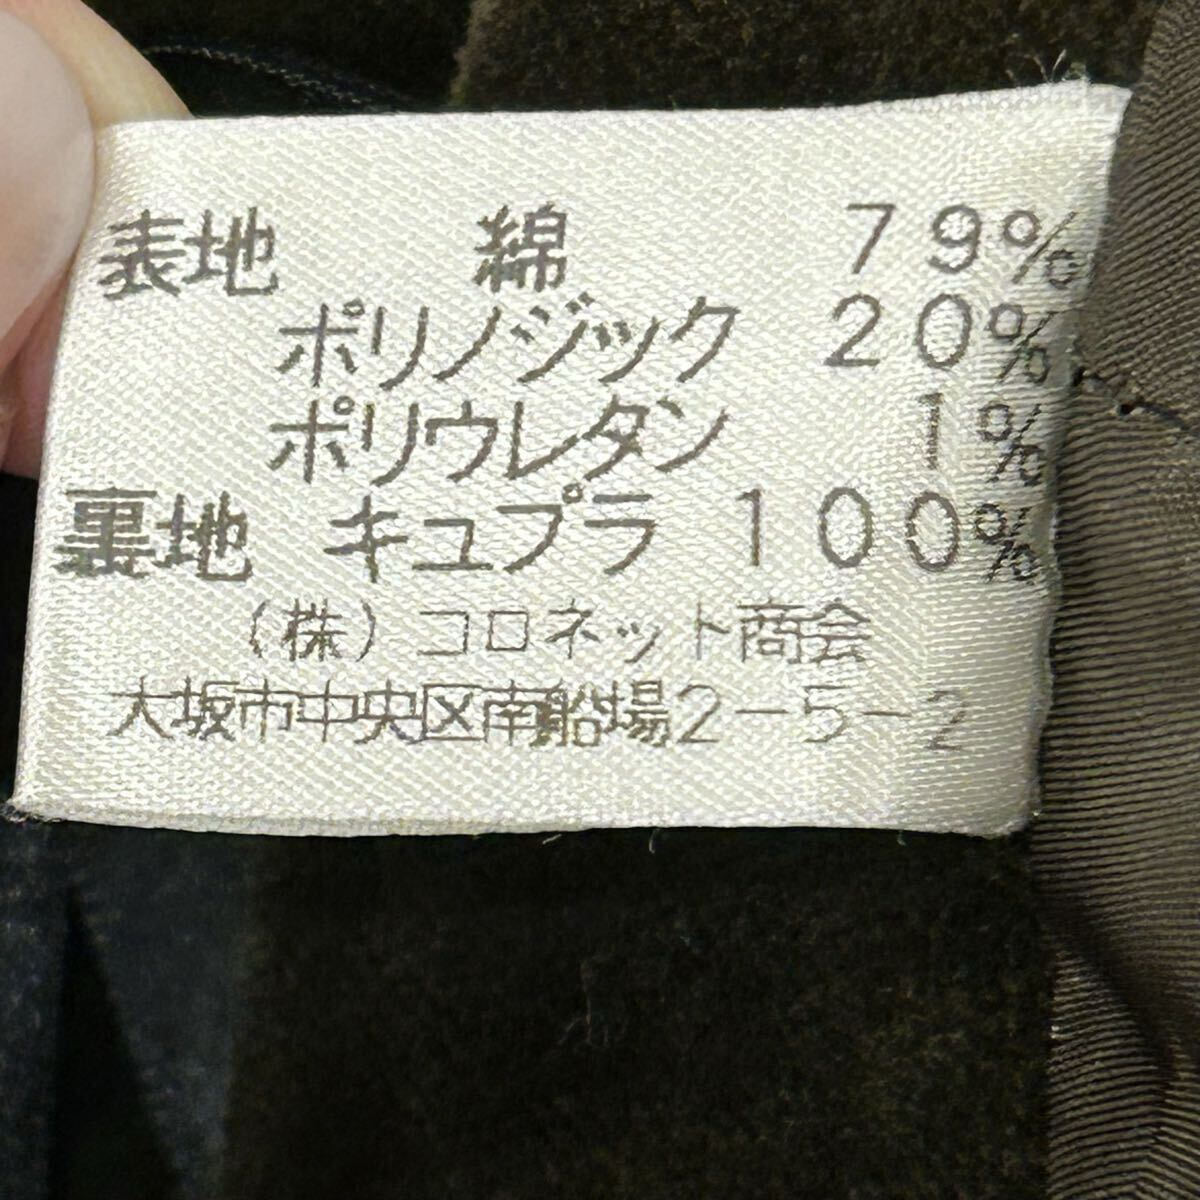 表地 綿 79%
ポリノジック 20%
ポリウレタン 1%
裏地 キュプラ 100%
(株)コロネット商会
大坂市中央区南船場2-5-2